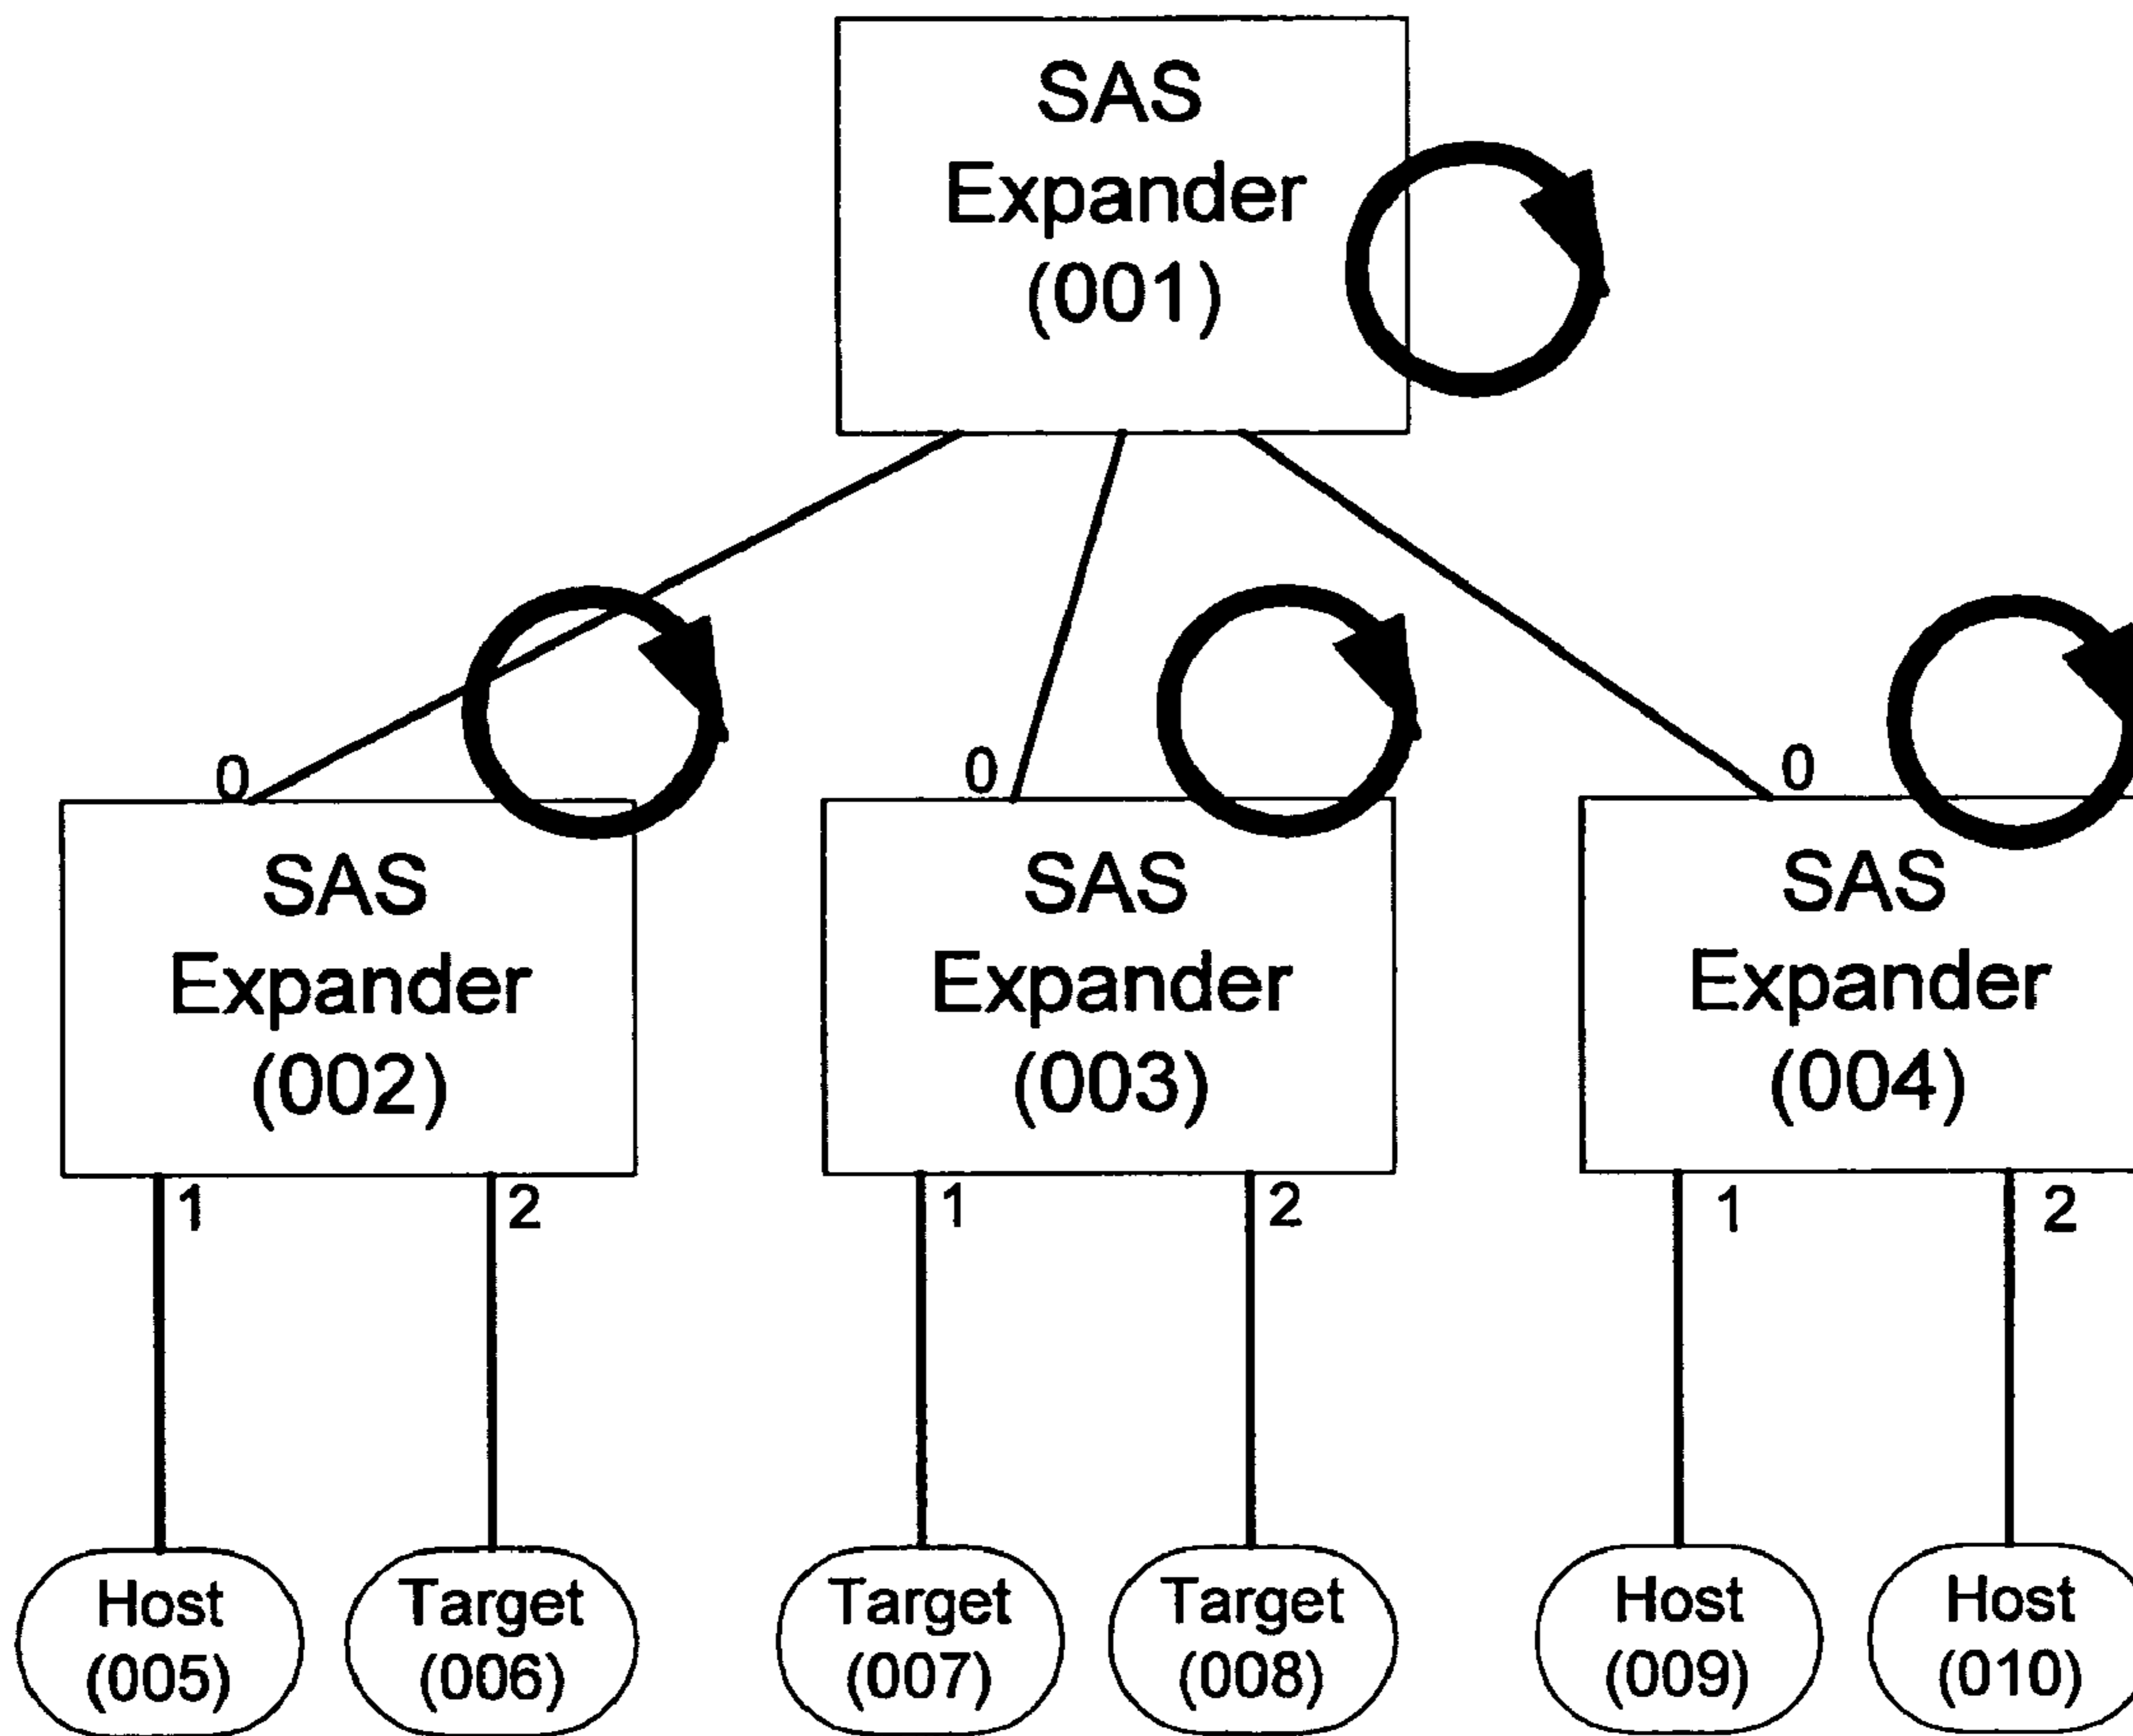 SAS
Expander
(001)
0
0
0
SAS
Expander
(002)
SAS
Expander
(003)
SAS
Expander
(004)
1
2
1
2
1
2
Host
(005)
Target
(006)
Target
(007)
Target
(008)
Host
(009)
Host
(010)